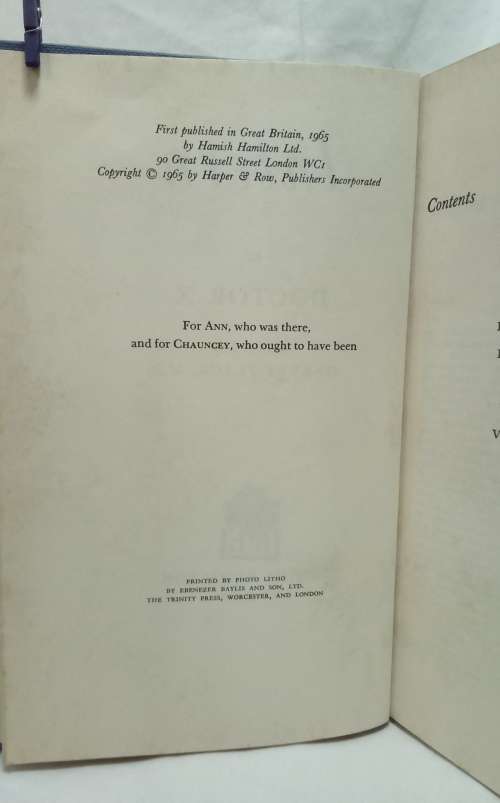 First published in Great Britain, 1965
by Hamish Hamilton Ltd.
90 Great Russell Street London WC1
Copyright © 1965 by Harper & Row, Publishers Incorporated
For ANN, who was there,
and for CHAUNCEY, who ought to have been
PRINTED BY PHOTO LITHO
BY EBENEZER BAYLIS AND SON, LTD.
THE TRINITY PRESS, WORCESTER, AND LONDON
Contents